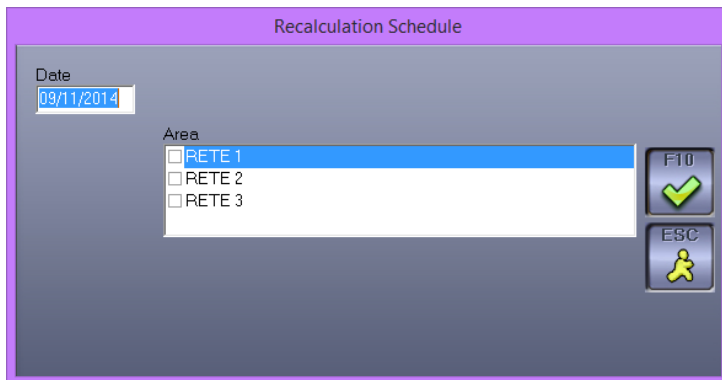 Recalculation Schedule
Date
09/11/2014
Area
RETE 1
RETE 2
RETE 3
F10
ESC